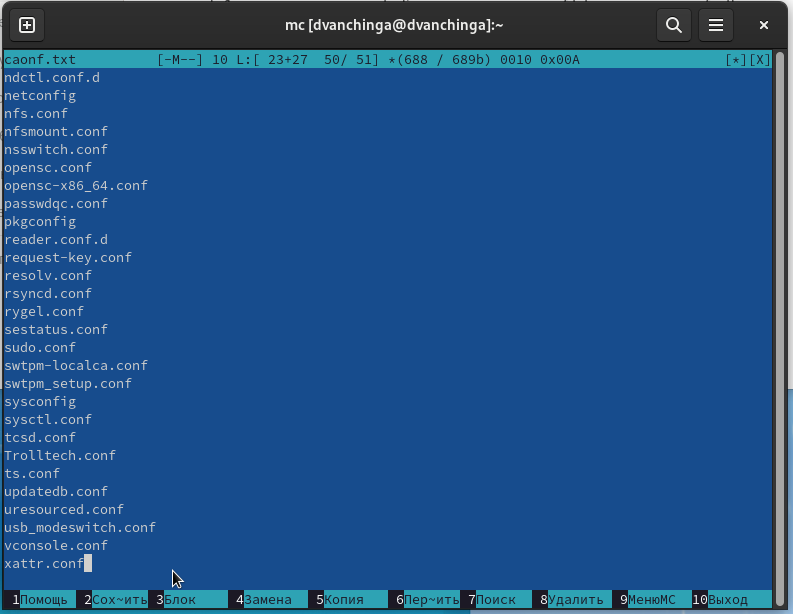 mc [dvanchinga@dvanchinga]:~
caonf.txt [-M--] 10 L:[ 23+27 50/ 51] *(688 / 689b) 0010 0x00A [*][X]
ndctl.conf.d
netconfig
nfs.conf
nfsmount.conf
nsswitch.conf
opensc.conf
opensc-x86_64.conf
passwdqc.conf
pkgconfig
reader.conf.d
request-key.conf
resolv.conf
rsyncd.conf
rygel.conf
sestatus.conf
sudo.conf
swtpm-localca.conf
swtpm_setup.conf
sysconfig
sysctl.conf
tcsd.conf
Trolltech.conf
ts.conf
updatedb.conf
uresourced.conf
usb_modeswitch.conf
vconsole.conf
xattr.conf
1Помощь 2Сох~ить 3Блок 4Замена 5Копия 6Пер~ить 7Поиск 8Удалить 9МенюМС 10Выход